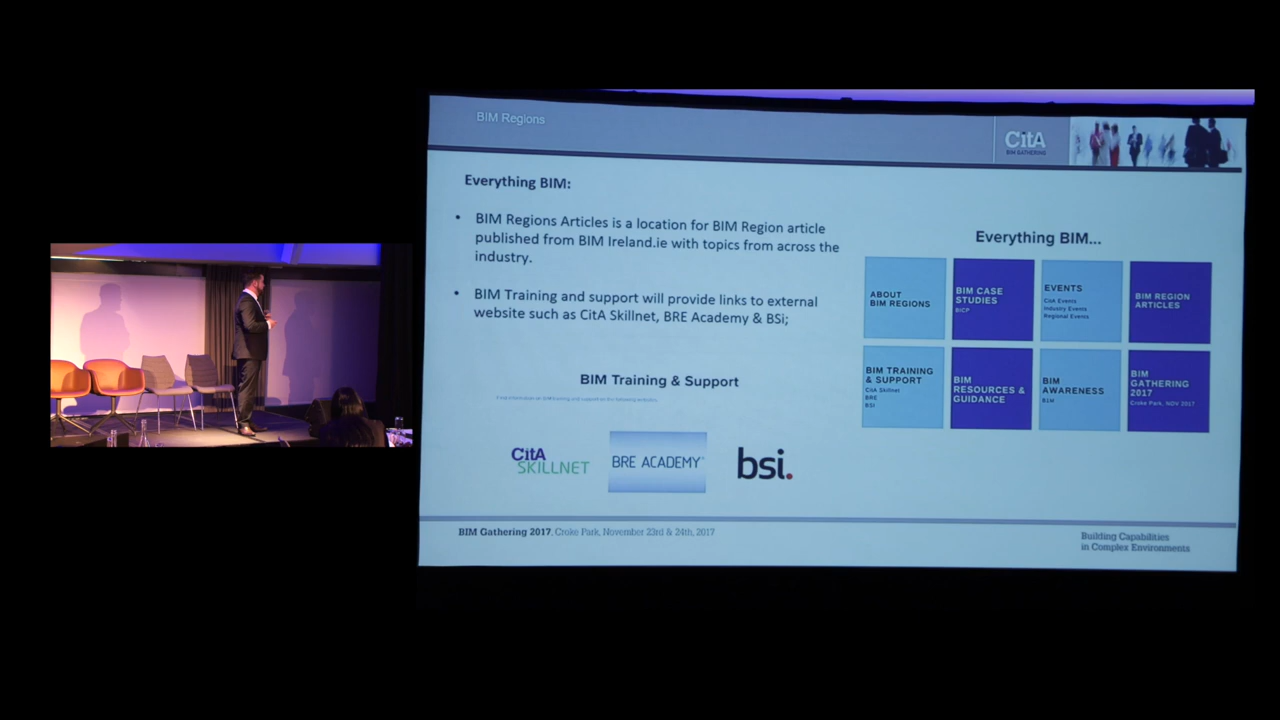 BIM Regions
CitA
BIM GATHERING
Everything BIM:
• BIM Regions Articles is a location for BIM Region article
published from BIM Ireland.ie with topics from across the
industry.
• BIM Training and support will provide links to external
website such as CitA Skillnet, BRE Academy & BSi;
BIM Training & Support
CitA
SKILLNET
BRE ACADEMY
bsi.
Everything BIM...
ABOUT
BIM REGIONS
BIM CASE
STUDIES
BICP
EVENTS
CitA Events
Industry Events
Regional Events
BIM REGION
ARTICLES
BIM TRAINING
& SUPPORT
CitA Skillnet
BRE
BSI
BIM
RESOURCES &
GUIDANCE
BIM
AWARENESS
B1M
BIM
GATHERING
2017
Croke Park, NOV 2017
BIM Gathering 2017, Croke Park, November 23rd & 24th, 2017
Building Capabilities
in Complex Environments